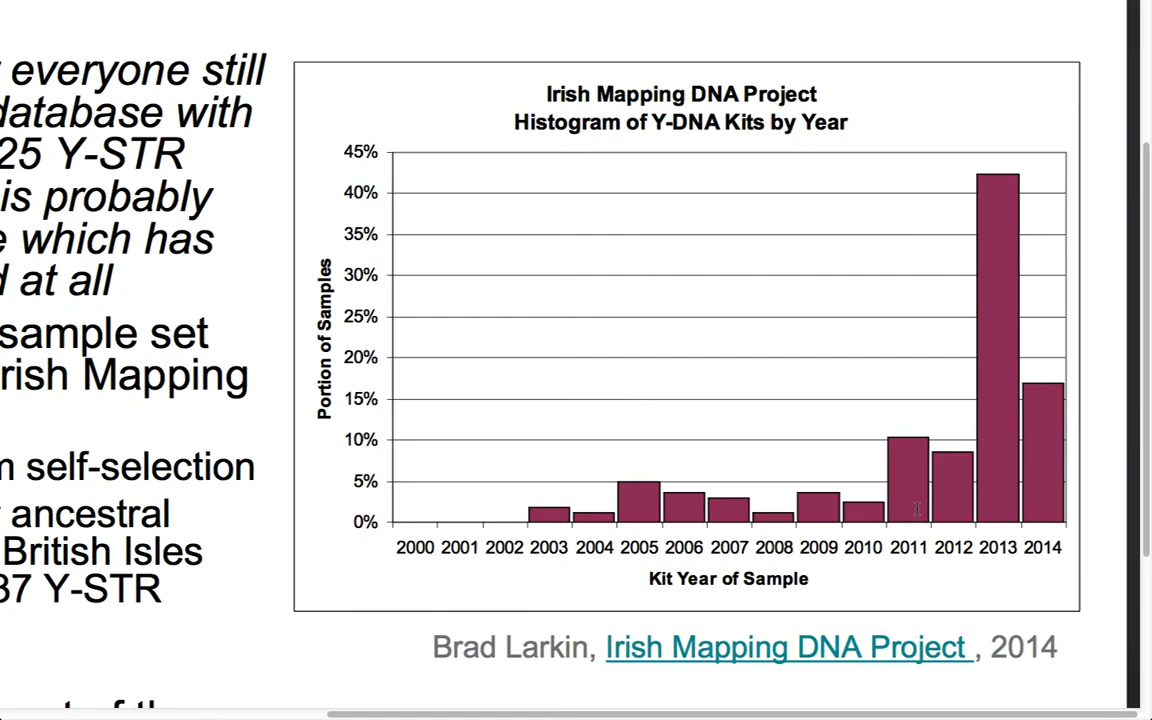 everyone still
database with
25 Y-STR
is probably
which has
at all
sample set
rish Mapping
self-selection
ancestral
British Isles
37 Y-STR
Irish Mapping DNA Project
Histogram of Y-DNA Kits by Year
Portion of Samples
45%
40%
35%
30%
25%
20%
15%
10%
5%
0%
2000 2001 2002 2003 2004 2005 2006 2007 2008 2009 2010 2011 2012 2013 2014
Kit Year of Sample
Brad Larkin, Irish Mapping DNA Project , 2014